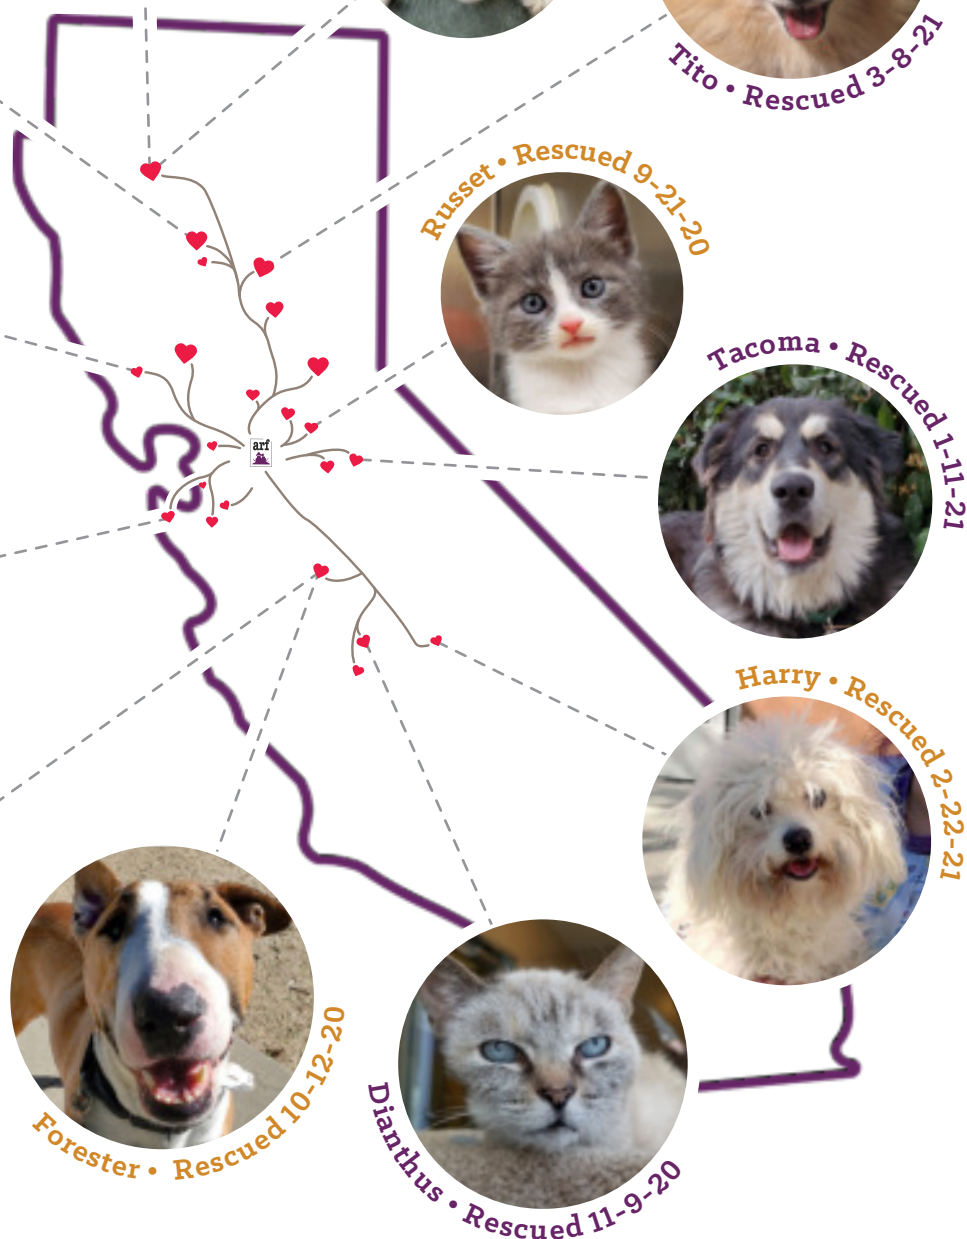 Tito • Rescued 3-8-21
Russet • Rescued 9-21-20
Tacoma • Rescued 1-11-21
arf
Harry • Rescued 2-22-21
Forester • Rescued 10-12-20
Dianthus • Rescued 11-9-20